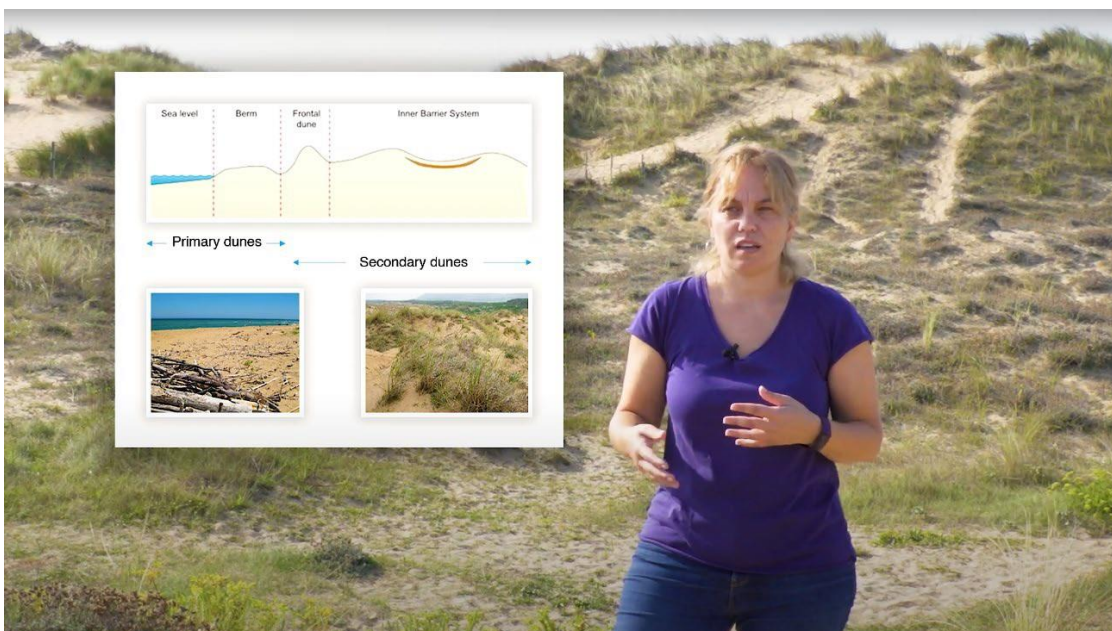 Sea level
Berm
Frontal
dune
Inner Barrier System
Primary dunes
Secondary dunes